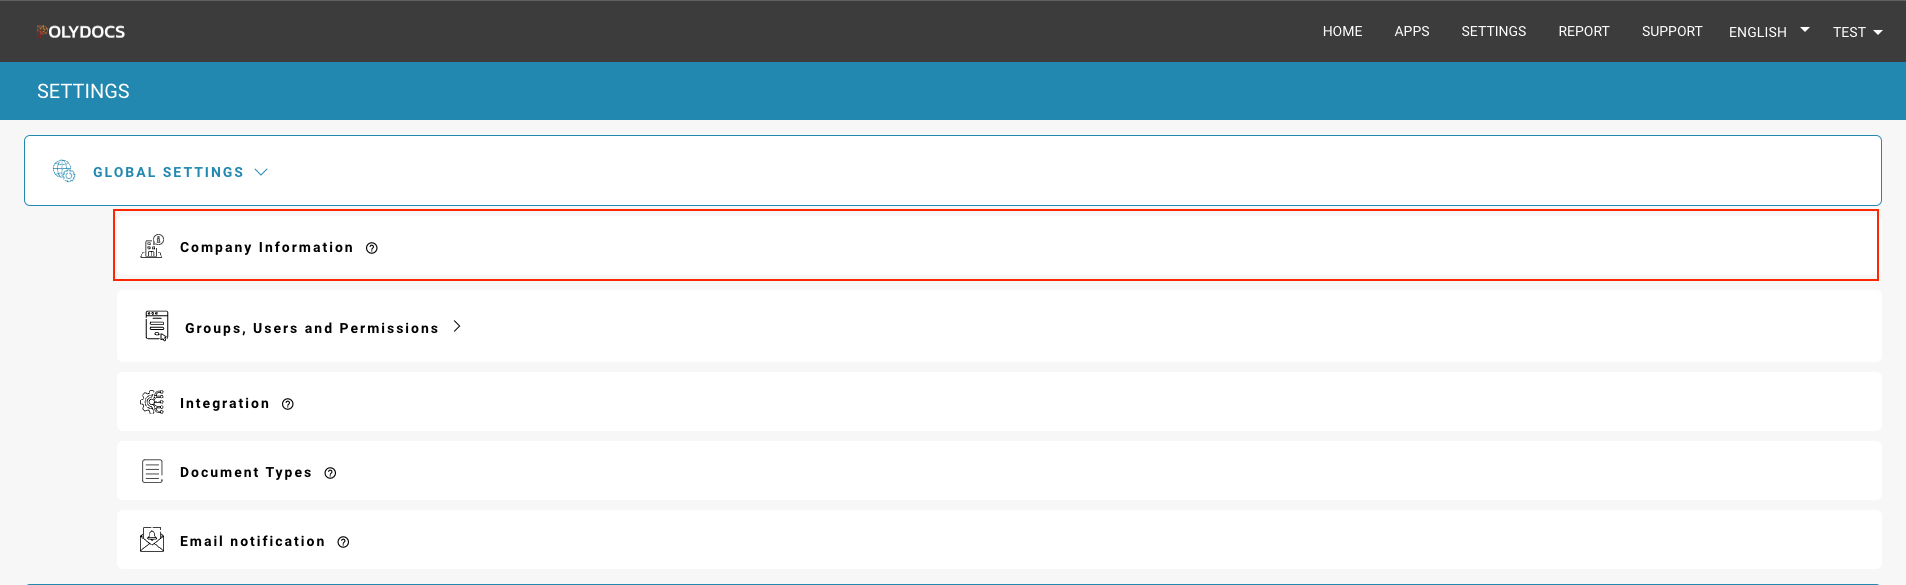 OLYDOCS
HOME APPS SETTINGS REPORT SUPPORT ENGLISH TEST
SETTINGS
GLOBAL SETTINGS
Company Information
Groups, Users and Permissions
Integration
Document Types
Email notification